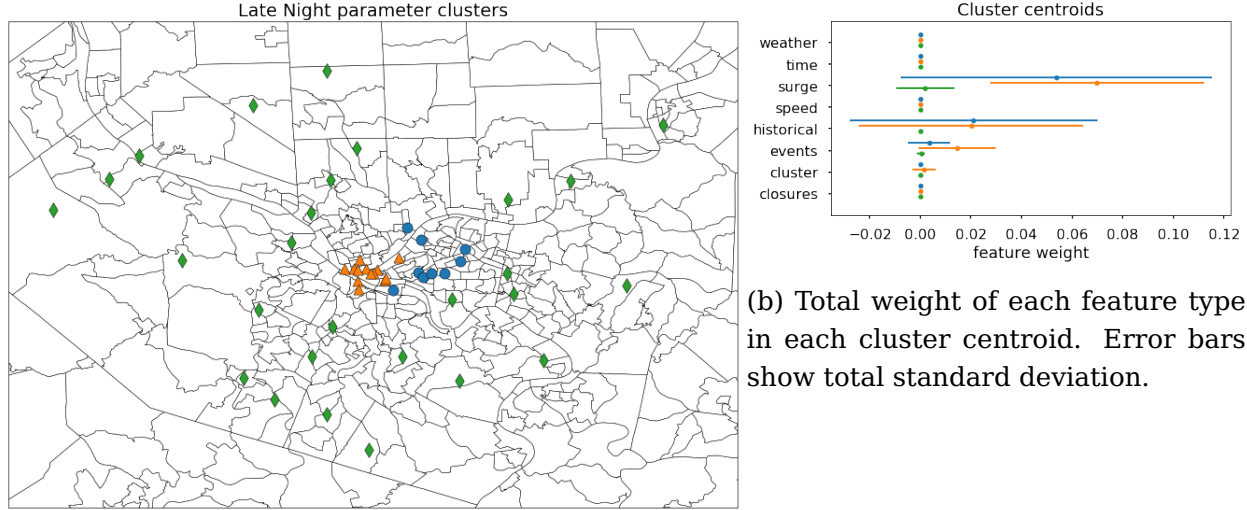 Late Night parameter clusters
Cluster centroids
weather
time
surge
speed
historical
events
cluster
closures
-0.02 0.00 0.02 0.04 0.06 0.08 0.10 0.12
feature weight
(b) Total weight of each feature type
in each cluster centroid. Error bars
show total standard deviation.